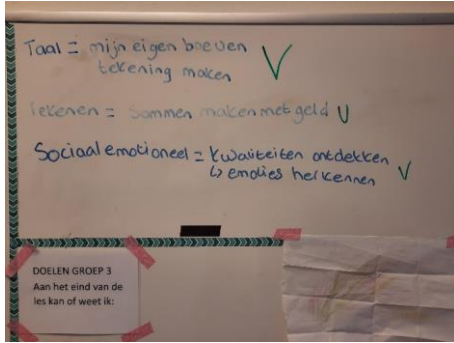 Taal = mijn eigen boeven
tekening maken
Rekenen = sommen maken met geld
Sociaal emotioneel = Kwaliteiten ontdekken
↳ emoties herkennen
DOELEN GROEP 3
Aan het eind van de
les kan of weet ik: